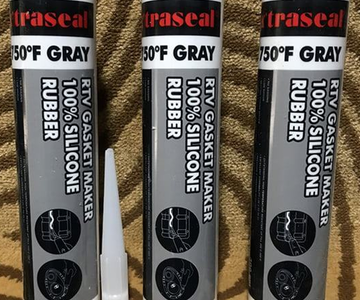 traseal
750°F GRAY
RTV GASKET MAKER
100% SILICONE
RUBBER
traseal
750°F GRAY
RTV GASKET MAKER
100% SILICONE
RUBBER
traseal
750°F GRAY
RTV GASKET MAKER
100% SILICONE
RUBBER